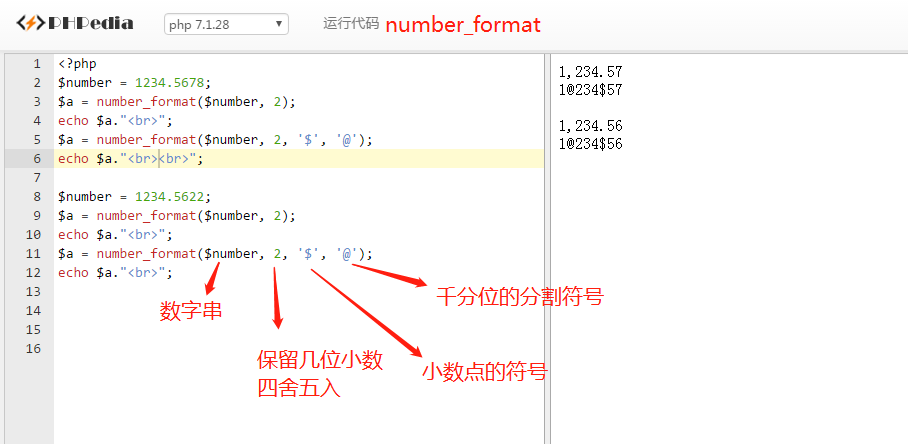 PHPedia
php 7.1.28
运行代码
number_format
1 <?php
2 $number = 1234.5678;
3 $a = number_format($number, 2);
4 echo $a."<br>";
5 $a = number_format($number, 2, '$', '@');
6 echo $a."<br><br>";
7
8 $number = 1234.5622;
9 $a = number_format($number, 2);
10 echo $a."<br>";
11 $a = number_format($number, 2, '$', '@');
12 echo $a."<br>";
13
14
15
16
数字串
保留几位小数
四舍五入
小数点的符号
千分位的分割符号
1,234.57
1@234$57
1,234.56
1@234$56